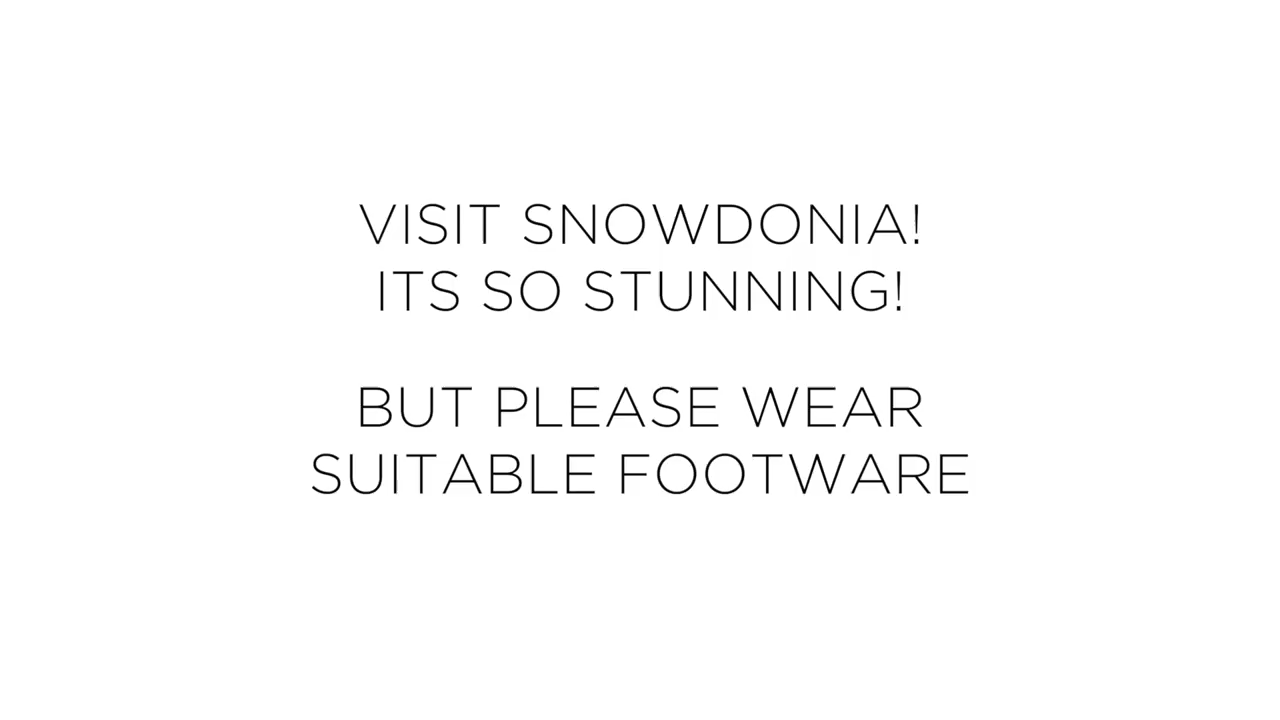 VISIT SNOWDONIA!
ITS SO STUNNING!
BUT PLEASE WEAR
SUITABLE FOOTWARE